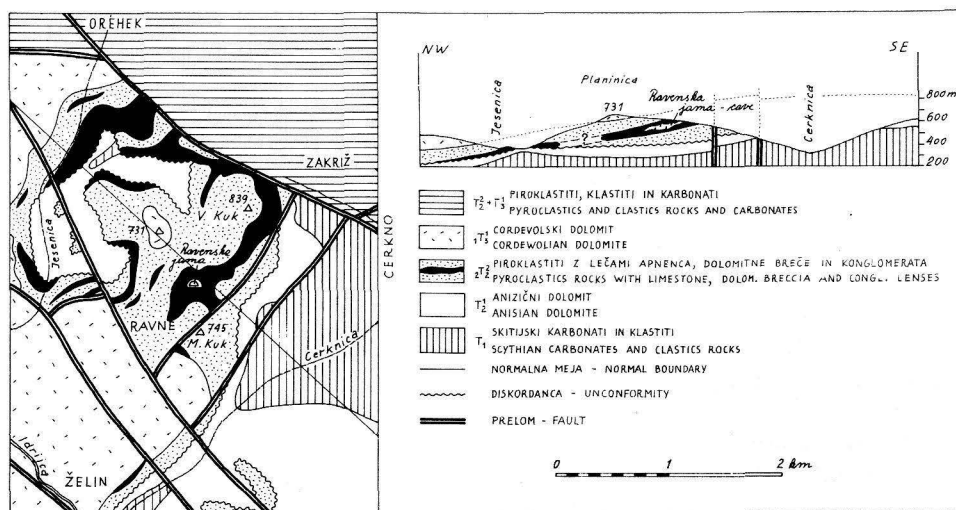 OREHEK
ZAKRIŽ
839
V. Kuk
731
Jesenica
Ravenska
jama
RAVNE
745
M. Kuk
Cerknica
Idrijca
ŽELIN
CERKNO
NW
SE
Planinica
Ravenska
jama - cave
731
Jesenica
Cerknica
?
800 m
600
400
200
T²₂ + T¹₃ PIROKLASTITI, KLASTITI IN KARBONATI
PYROCLASTICS AND CLASTICS ROCKS AND CARBONATES
₁T¹₃ CORDEVOLSKI DOLOMIT
CORDEWOLIAN DOLOMITE
₂T²₂ PIROKLASTITI Z LEČAMI APNENCA, DOLOMITNE BREČE IN KONGLOMERATA
PYROCLASTICS ROCKS WITH LIMESTONE, DOLOM. BRECCIA AND CONGL. LENSES
T¹₂ ANIZIČNI DOLOMIT
ANISIAN DOLOMITE
T₁ SKITIJSKI KARBONATI IN KLASTITI
SCYTHIAN CARBONATES AND CLASTICS ROCKS
NORMALNA MEJA - NORMAL BOUNDARY
DISKORDANCA - UNCONFORMITY
PRELOM - FAULT
0 1 2 km